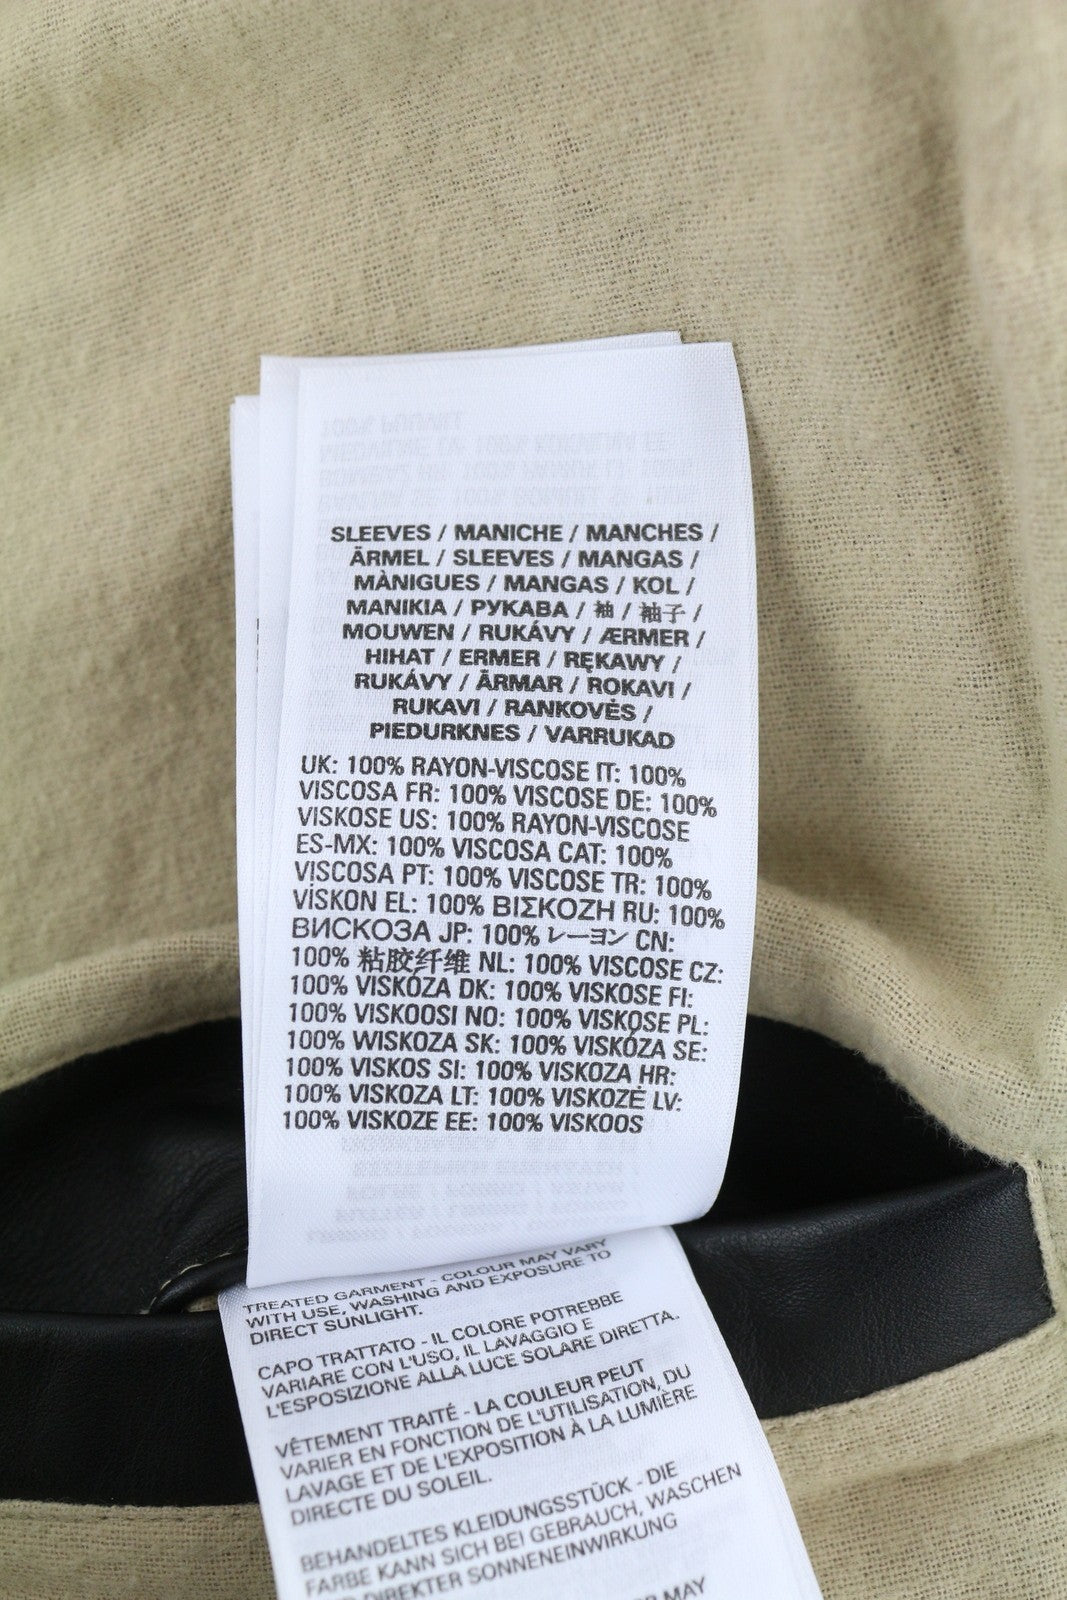 SLEEVES / MANICHE / MANCHES /
ÄRMEL / SLEEVES / MANGAS /
MÀNIGUES / MANGAS / KOL /
MANIKIA / РУКАВА / 袖 / 袖子 /
MOUWEN / RUKÁVY / ÆRMER /
HIHAT / ERMER / RĘKAWY /
RUKÁVY / ÄRMAR / ROKAVI /
RUKAVI / RANKOVĖS /
PIEDURKNES / VARRUKAD
UK: 100% RAYON-VISCOSE IT: 100%
VISCOSA FR: 100% VISCOSE DE: 100%
VISKOSE US: 100% RAYON-VISCOSE
ES-MX: 100% VISCOSA CAT: 100%
VISCOSA PT: 100% VISCOSE TR: 100%
VİSKON EL: 100% ΒΙΣΚΟΖΗ RU: 100%
ВИСКОЗА JP: 100% レーヨン CN:
100% 粘胶纤维 NL: 100% VISCOSE CZ:
100% VISKÓZA DK: 100% VISKOSE FI:
100% VISKOOSI NO: 100% VISKOSE PL:
100% WISKOZA SK: 100% VISKÓZA SE:
100% VISKOS SI: 100% VISKOZA HR:
100% VISKOZA LT: 100% VISKOZĖ LV:
100% VISKOZE EE: 100% VISKOOS
TREATED GARMENT - COLOUR MAY VARY
WITH USE, WASHING AND EXPOSURE TO
DIRECT SUNLIGHT.
CAPO TRATTATO - IL COLORE POTREBBE
VARIARE CON L'USO, IL LAVAGGIO E
L'ESPOSIZIONE ALLA LUCE SOLARE DIRETTA.
VÊTEMENT TRAITÉ - LA COULEUR PEUT
VARIER EN FONCTION DE L'UTILISATION, DU
LAVAGE ET DE L'EXPOSITION À LA LUMIÈRE
DIRECTE DU SOLEIL.
BEHANDELTES KLEIDUNGSSTÜCK - DIE
FARBE KANN SICH BEI GEBRAUCH, WASCHEN
DIREKTER SONNENEINWIRKUNG
MAY